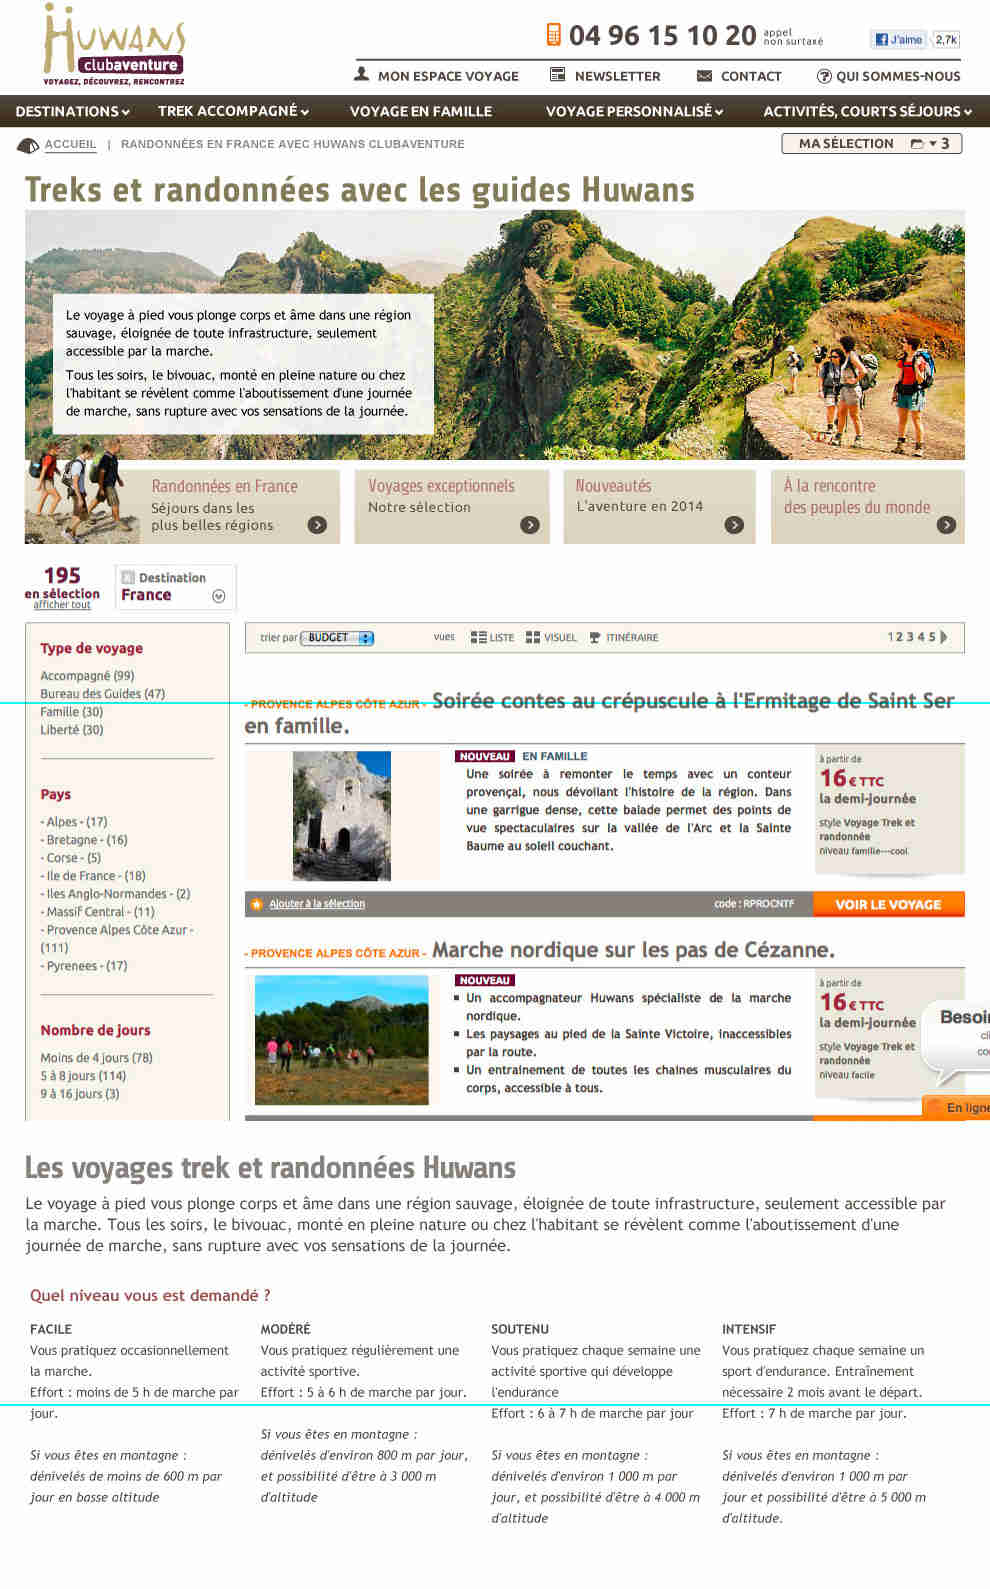 HUWANS
clubaventure
VOYAGEZ, DÉCOUVREZ, RENCONTREZ
04 96 15 10 20 appel non surtaxé
J'aime 2,7k
MON ESPACE VOYAGE NEWSLETTER CONTACT QUI SOMMES-NOUS
DESTINATIONS TREK ACCOMPAGNÉ VOYAGE EN FAMILLE VOYAGE PERSONNALISÉ ACTIVITÉS, COURTS SÉJOURS
ACCUEIL | RANDONNÉES EN FRANCE AVEC HUWANS CLUBAVENTURE
MA SÉLECTION 3
Treks et randonnées avec les guides Huwans
Le voyage à pied vous plonge corps et âme dans une région
sauvage, éloignée de toute infrastructure, seulement
accessible par la marche.
Tous les soirs, le bivouac, monté en pleine nature ou chez
l'habitant se révèlent comme l'aboutissement d'une journée
de marche, sans rupture avec vos sensations de la journée.
Randonnées en France
Séjours dans les
plus belles régions
Voyages exceptionnels
Notre sélection
Nouveautés
L'aventure en 2014
À la rencontre
des peuples du monde
195
en sélection
afficher tout
Destination
France
Type de voyage
Accompagné (99)
Bureau des Guides (47)
Famille (30)
Liberté (30)
Pays
- Alpes - (17)
- Bretagne - (16)
- Corse - (5)
- Ile de France - (18)
- Iles Anglo-Normandes - (2)
- Massif Central - (11)
- Provence Alpes Côte Azur -
(111)
- Pyrenees - (17)
Nombre de jours
Moins de 4 jours (78)
5 à 8 jours (114)
9 à 16 jours (3)
trier par BUDGET vues LISTE VISUEL ITINÉRAIRE 1 2 3 4 5
- PROVENCE ALPES CÔTE AZUR - Soirée contes au crépuscule à l'Ermitage de Saint Ser
en famille.
NOUVEAU EN FAMILLE
Une soirée à remonter le temps avec un conteur
provençal, nous dévoilant l'histoire de la région. Dans
une garrigue dense, cette balade permet des points de
vue spectaculaires sur la vallée de l'Arc et la Sainte
Baume au soleil couchant.
à partir de
16 € TTC
la demi-journée
style Voyage Trek et
randonnée
niveau famille---cool
Ajouter à la sélection code : RPROCNTF VOIR LE VOYAGE
- PROVENCE ALPES CÔTE AZUR - Marche nordique sur les pas de Cézanne.
NOUVEAU
▪ Un accompagnateur Huwans spécialiste de la marche
nordique.
▪ Les paysages au pied de la Sainte Victoire, inaccessibles
par la route.
▪ Un entrainement de toutes les chaines musculaires du
corps, accessible à tous.
à partir de
16 € TTC
la demi-journée
style Voyage Trek et
randonnée
niveau facile
Besoi
cli
co
En ligne
Les voyages trek et randonnées Huwans
Le voyage à pied vous plonge corps et âme dans une région sauvage, éloignée de toute infrastructure, seulement accessible par
la marche. Tous les soirs, le bivouac, monté en pleine nature ou chez l'habitant se révèlent comme l'aboutissement d'une
journée de marche, sans rupture avec vos sensations de la journée.
Quel niveau vous est demandé ?
FACILE
Vous pratiquez occasionnellement
la marche.
Effort : moins de 5 h de marche par
jour.
Si vous êtes en montagne :
dénivelés de moins de 600 m par
jour en basse altitude
MODÉRÉ
Vous pratiquez régulièrement une
activité sportive.
Effort : 5 à 6 h de marche par jour.
Si vous êtes en montagne :
dénivelés d'environ 800 m par jour,
et possibilité d'être à 3 000 m
d'altitude
SOUTENU
Vous pratiquez chaque semaine une
activité sportive qui développe
l'endurance
Effort : 6 à 7 h de marche par jour
Si vous êtes en montagne :
dénivelés d'environ 1 000 m par
jour, et possibilité d'être à 4 000 m
d'altitude
INTENSIF
Vous pratiquez chaque semaine un
sport d'endurance. Entraînement
nécessaire 2 mois avant le départ.
Effort : 7 h de marche par jour.
Si vous êtes en montagne :
dénivelés d'environ 1 000 m par
jour et possibilité d'être à 5 000 m
d'altitude.